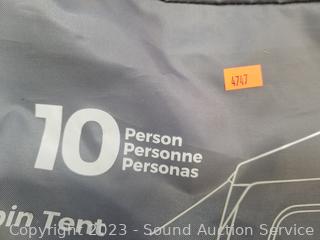 4747
10
Person
Personne
Personas
bin Tent
Copyright 2023 - Sound Auction Service